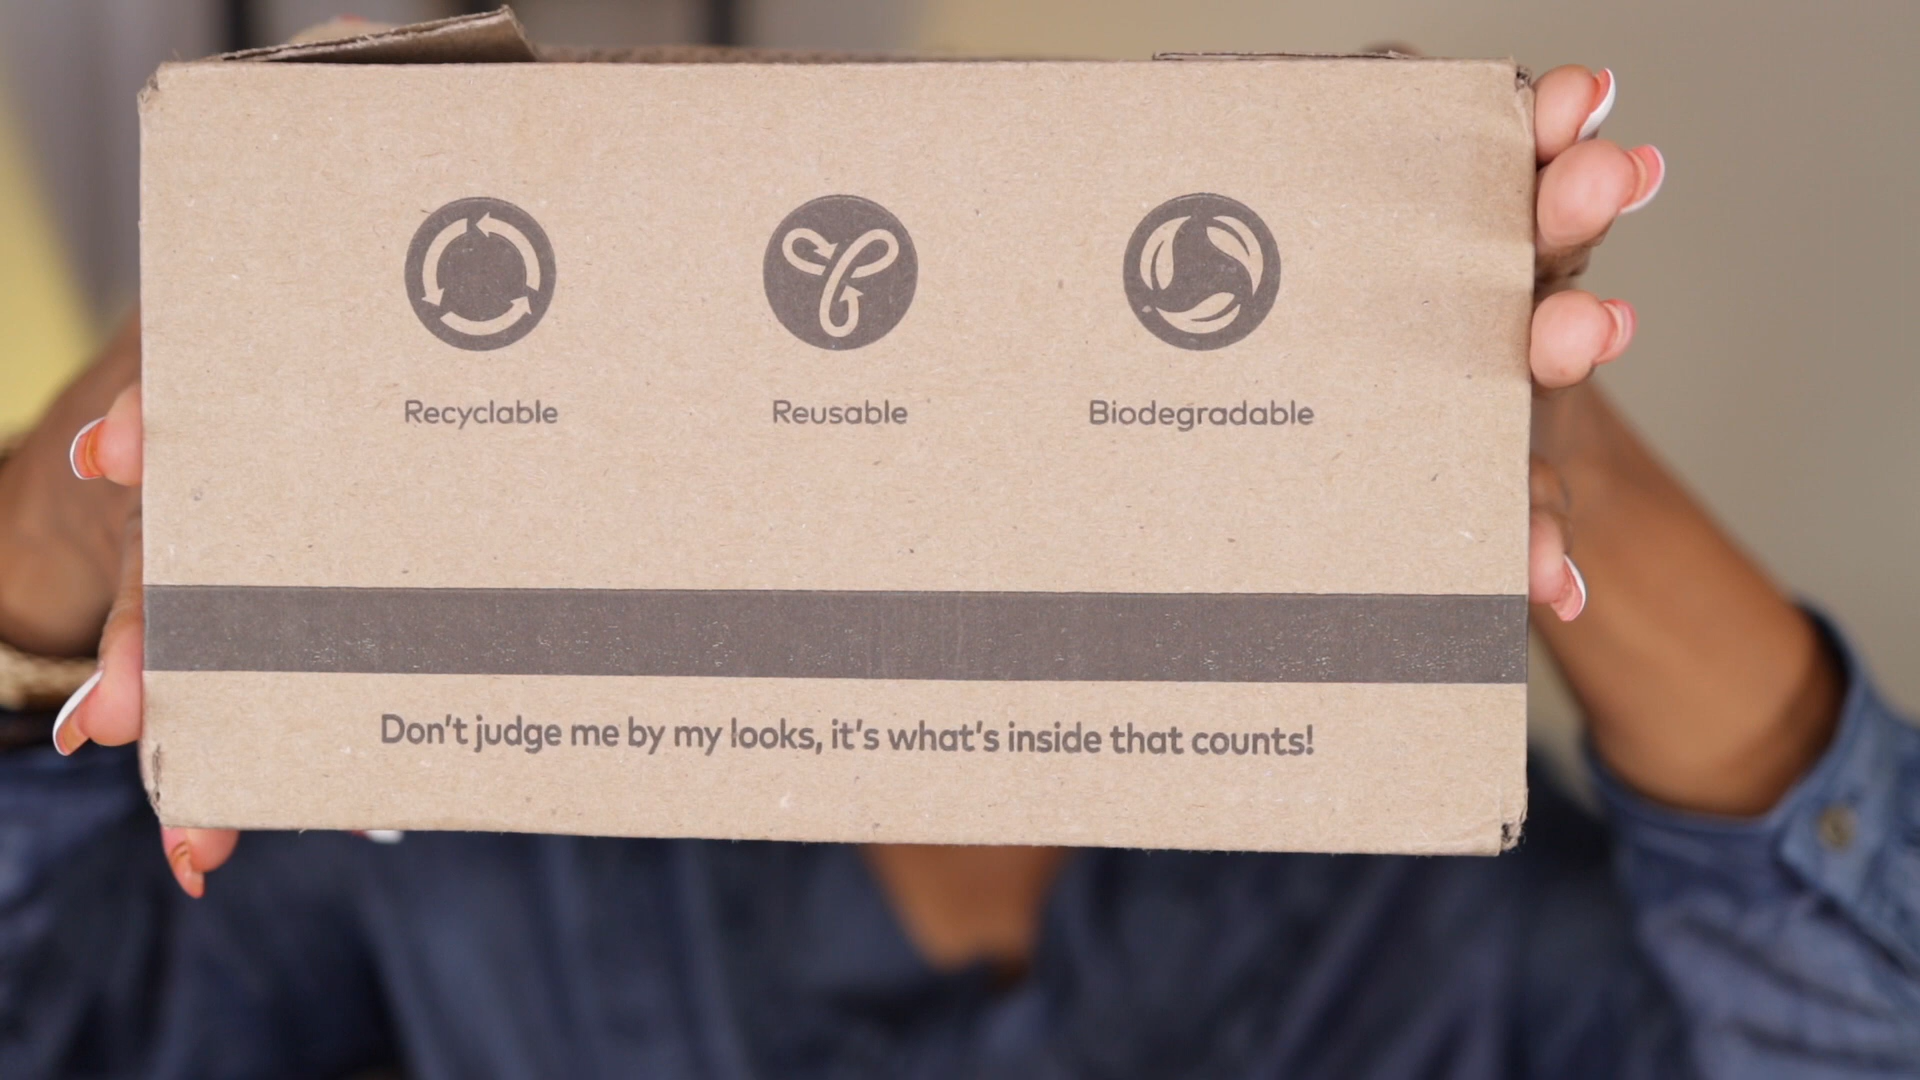 Recyclable Reusable Biodegradable
Don't judge me by my looks, it's what's inside that counts!